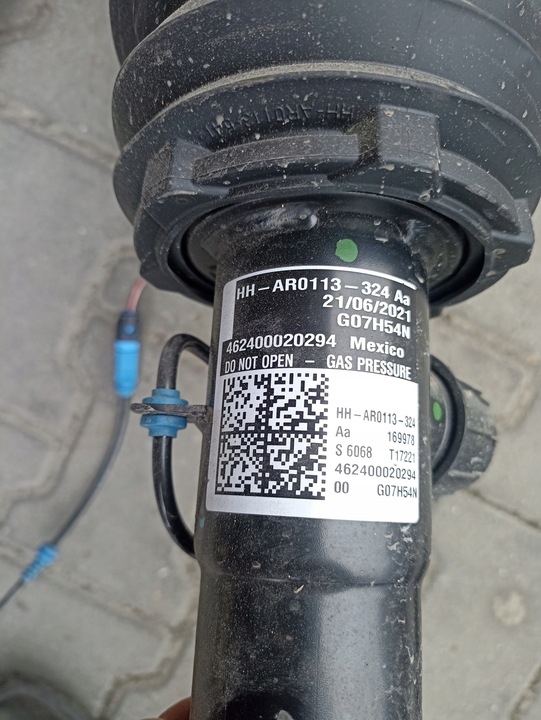 HH-AR0113-324 Aa
21/06/2021
G07H54N
462400020294 Mexico
DO NOT OPEN - GAS PRESSURE
HH-AR0113-324
Aa 169978
S 6068 T17221
462400020294
00 G07H54N